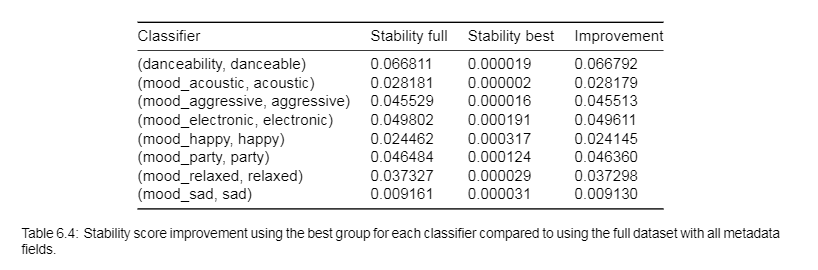 Classifier Stability full Stability best Improvement
(danceability, danceable) 0.066811 0.000019 0.066792
(mood_acoustic, acoustic) 0.028181 0.000002 0.028179
(mood_aggressive, aggressive) 0.045529 0.000016 0.045513
(mood_electronic, electronic) 0.049802 0.000191 0.049611
(mood_happy, happy) 0.024462 0.000317 0.024145
(mood_party, party) 0.046484 0.000124 0.046360
(mood_relaxed, relaxed) 0.037327 0.000029 0.037298
(mood_sad, sad) 0.009161 0.000031 0.009130
Table 6.4: Stability score improvement using the best group for each classifier compared to using the full dataset with all metadata
fields.